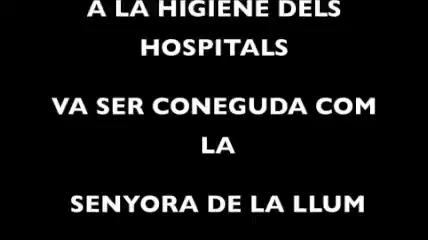 A LA HIGIENE DELS
HOSPITALS
VA SER CONEGUDA COM
LA
SENYORA DE LA LLUM